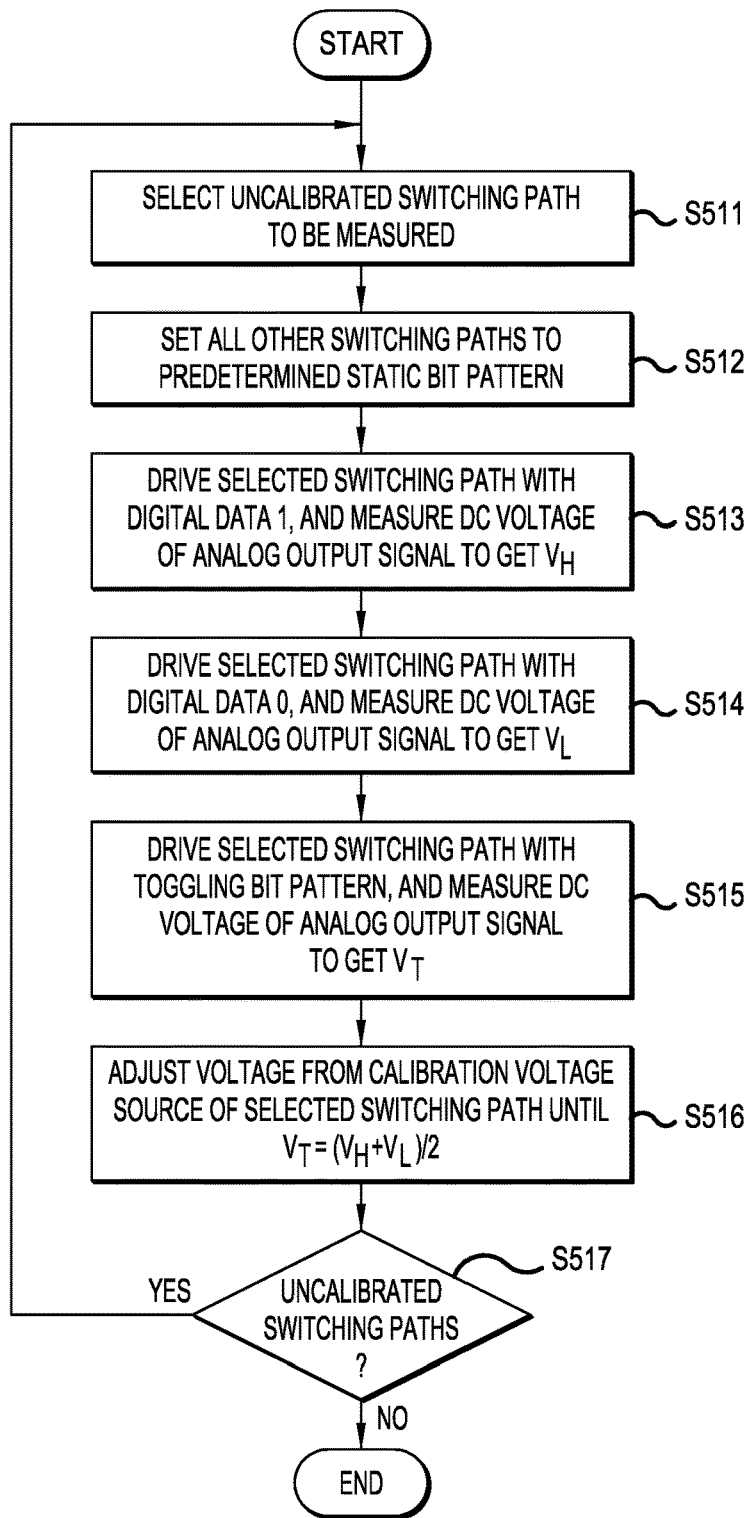 START
SELECT UNCALIBRATED SWITCHING PATH
TO BE MEASURED
S511
SET ALL OTHER SWITCHING PATHS TO
PREDETERMINED STATIC BIT PATTERN
S512
DRIVE SELECTED SWITCHING PATH WITH
DIGITAL DATA 1, AND MEASURE DC VOLTAGE
OF ANALOG OUTPUT SIGNAL TO GET VH
S513
DRIVE SELECTED SWITCHING PATH WITH
DIGITAL DATA 0, AND MEASURE DC VOLTAGE
OF ANALOG OUTPUT SIGNAL TO GET VL
S514
DRIVE SELECTED SWITCHING PATH WITH
TOGGLING BIT PATTERN, AND MEASURE DC
VOLTAGE OF ANALOG OUTPUT SIGNAL
TO GET VT
S515
ADJUST VOLTAGE FROM CALIBRATION VOLTAGE
SOURCE OF SELECTED SWITCHING PATH UNTIL
VT = (VH+VL)/2
S516
S517
YES
UNCALIBRATED
SWITCHING PATHS
?
NO
END